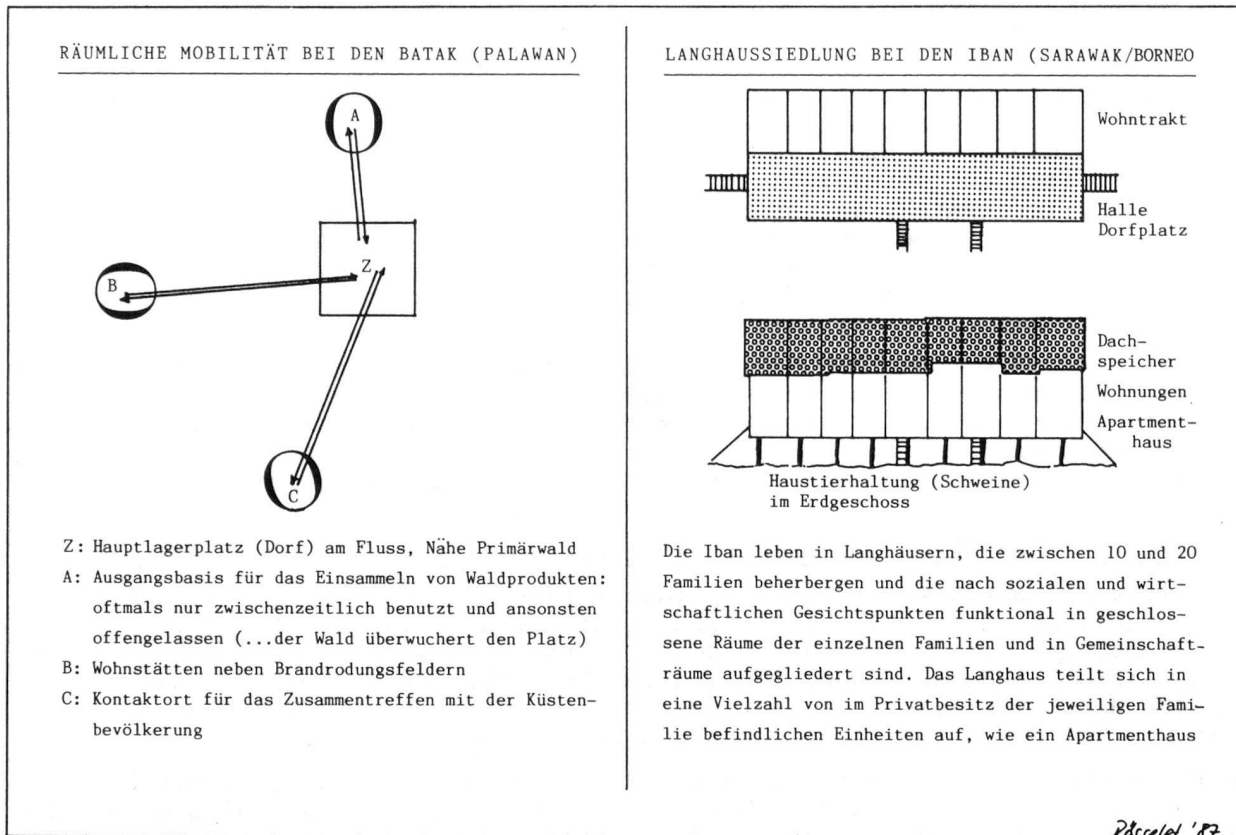 RÄUMLICHE MOBILITÄT BEI DEN BATAK (PALAWAN)
A
Z
B
C
Z: Hauptlagerplatz (Dorf) am Fluss, Nähe Primärwald
A: Ausgangsbasis für das Einsammeln von Waldprodukten:
oftmals nur zwischenzeitlich benutzt und ansonsten
offengelassen (...der Wald überwuchert den Platz)
B: Wohnstätten neben Brandrodungsfeldern
C: Kontaktort für das Zusammentreffen mit der Küsten-
bevölkerung
LANGHAUSSIEDLUNG BEI DEN IBAN (SARAWAK/BORNEO
Wohntrakt
Halle
Dorfplatz
Dach-
speicher
Wohnungen
Apartment-
haus
Haustierhaltung (Schweine)
im Erdgeschoss
Die Iban leben in Langhäusern, die zwischen 10 und 20
Familien beherbergen und die nach sozialen und wirt-
schaftlichen Gesichtspunkten funktional in geschlos-
sene Räume der einzelnen Familien und in Gemeinschaft-
räume aufgegliedert sind. Das Langhaus teilt sich in
eine Vielzahl von im Privatbesitz der jeweiligen Fami-
lie befindlichen Einheiten auf, wie ein Apartmenthaus
'87